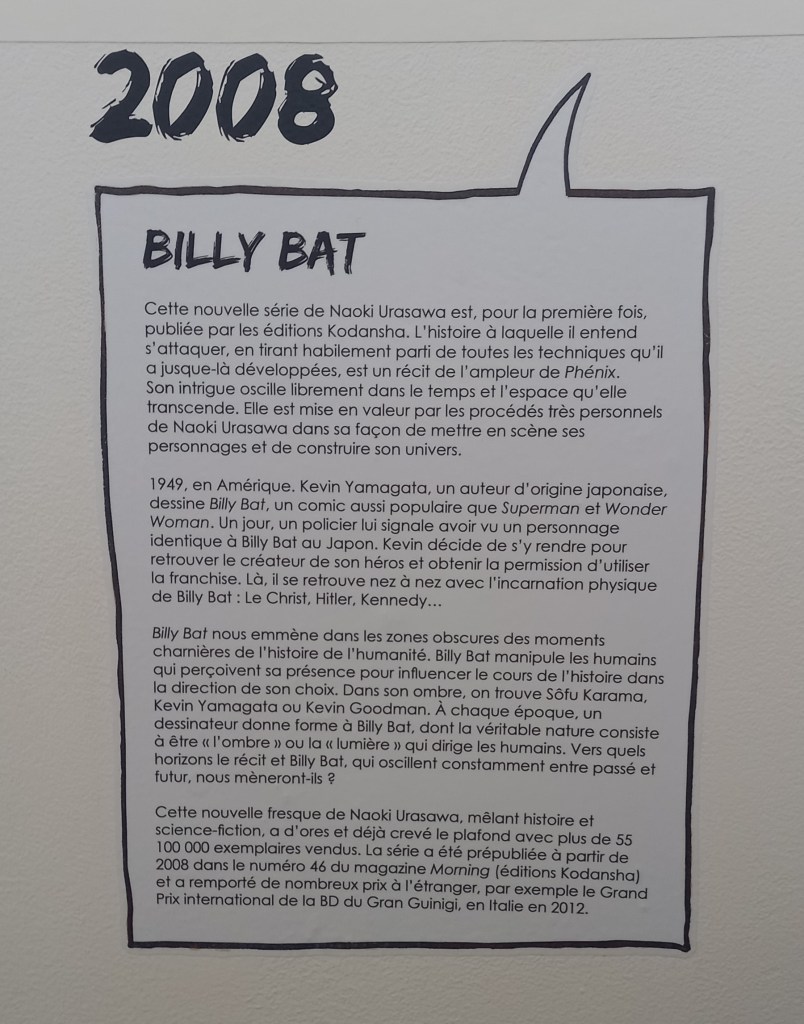 2008
BILLY BAT
Cette nouvelle série de Naoki Urasawa est, pour la première fois,
publiée par les éditions Kodansha. L'histoire à laquelle il entend
s'attaquer, en tirant habilement parti de toutes les techniques qu'il
a jusque-là développées, est un récit de l'ampleur de Phénix.
Son intrigue oscille librement dans le temps et l'espace qu'elle
transcende. Elle est mise en valeur par les procédés très personnels
de Naoki Urasawa dans sa façon de mettre en scène ses
personnages et de construire son univers.
1949, en Amérique. Kevin Yamagata, un auteur d'origine japonaise,
dessine Billy Bat, un comic aussi populaire que Superman et Wonder
Woman. Un jour, un policier lui signale avoir vu un personnage
identique à Billy Bat au Japon. Kevin décide de s'y rendre pour
retrouver le créateur de son héros et obtenir la permission d'utiliser
la franchise. Là, il se retrouve nez à nez avec l'incarnation physique
de Billy Bat : Le Christ, Hitler, Kennedy…
Billy Bat nous emmène dans les zones obscures des moments
charnières de l'histoire de l'humanité. Billy Bat manipule les humains
qui perçoivent sa présence pour influencer le cours de l'histoire dans
la direction de son choix. Dans son ombre, on trouve Sôfu Karama,
Kevin Yamagata ou Kevin Goodman. À chaque époque, un
dessinateur donne forme à Billy Bat, dont la véritable nature consiste
à être « l'ombre » ou la « lumière » qui dirige les humains. Vers quels
horizons le récit et Billy Bat, qui oscillent constamment entre passé et
futur, nous mèneront-ils ?
Cette nouvelle fresque de Naoki Urasawa, mêlant histoire et
science-fiction, a d'ores et déjà crevé le plafond avec plus de 55
100 000 exemplaires vendus. La série a été prépubliée à partir de
2008 dans le numéro 46 du magazine Morning (éditions Kodansha)
et a remporté de nombreux prix à l'étranger, par exemple le Grand
Prix international de la BD du Gran Guinigi, en Italie en 2012.